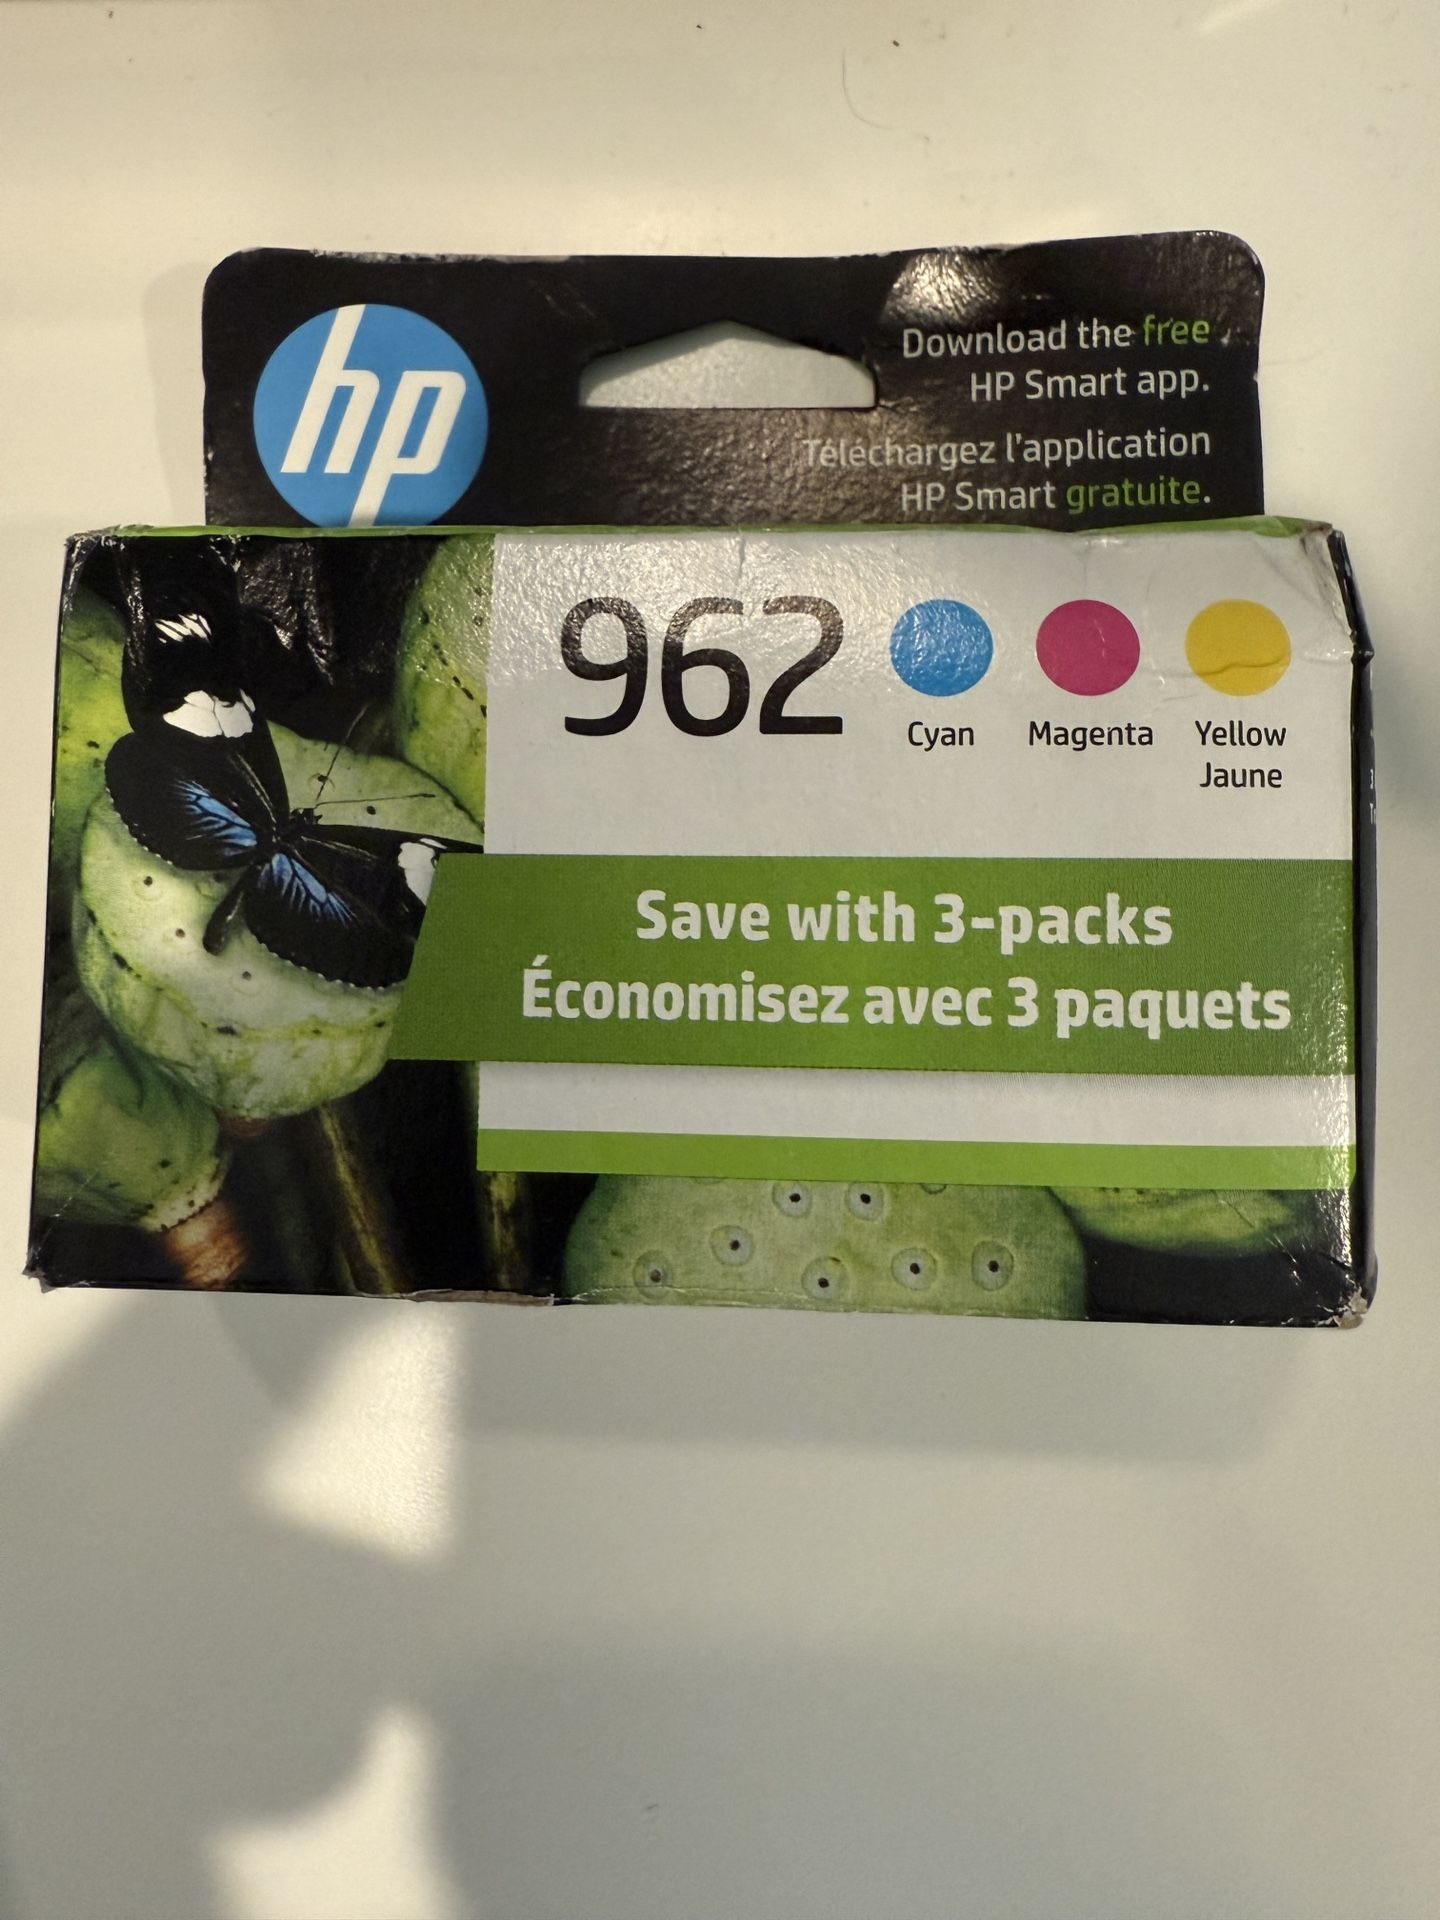 hp
Download the free
HP Smart app.
Téléchargez l'application
HP Smart gratuite.
962
Cyan
Magenta
Yellow
Jaune
Save with 3-packs
Économisez avec 3 paquets